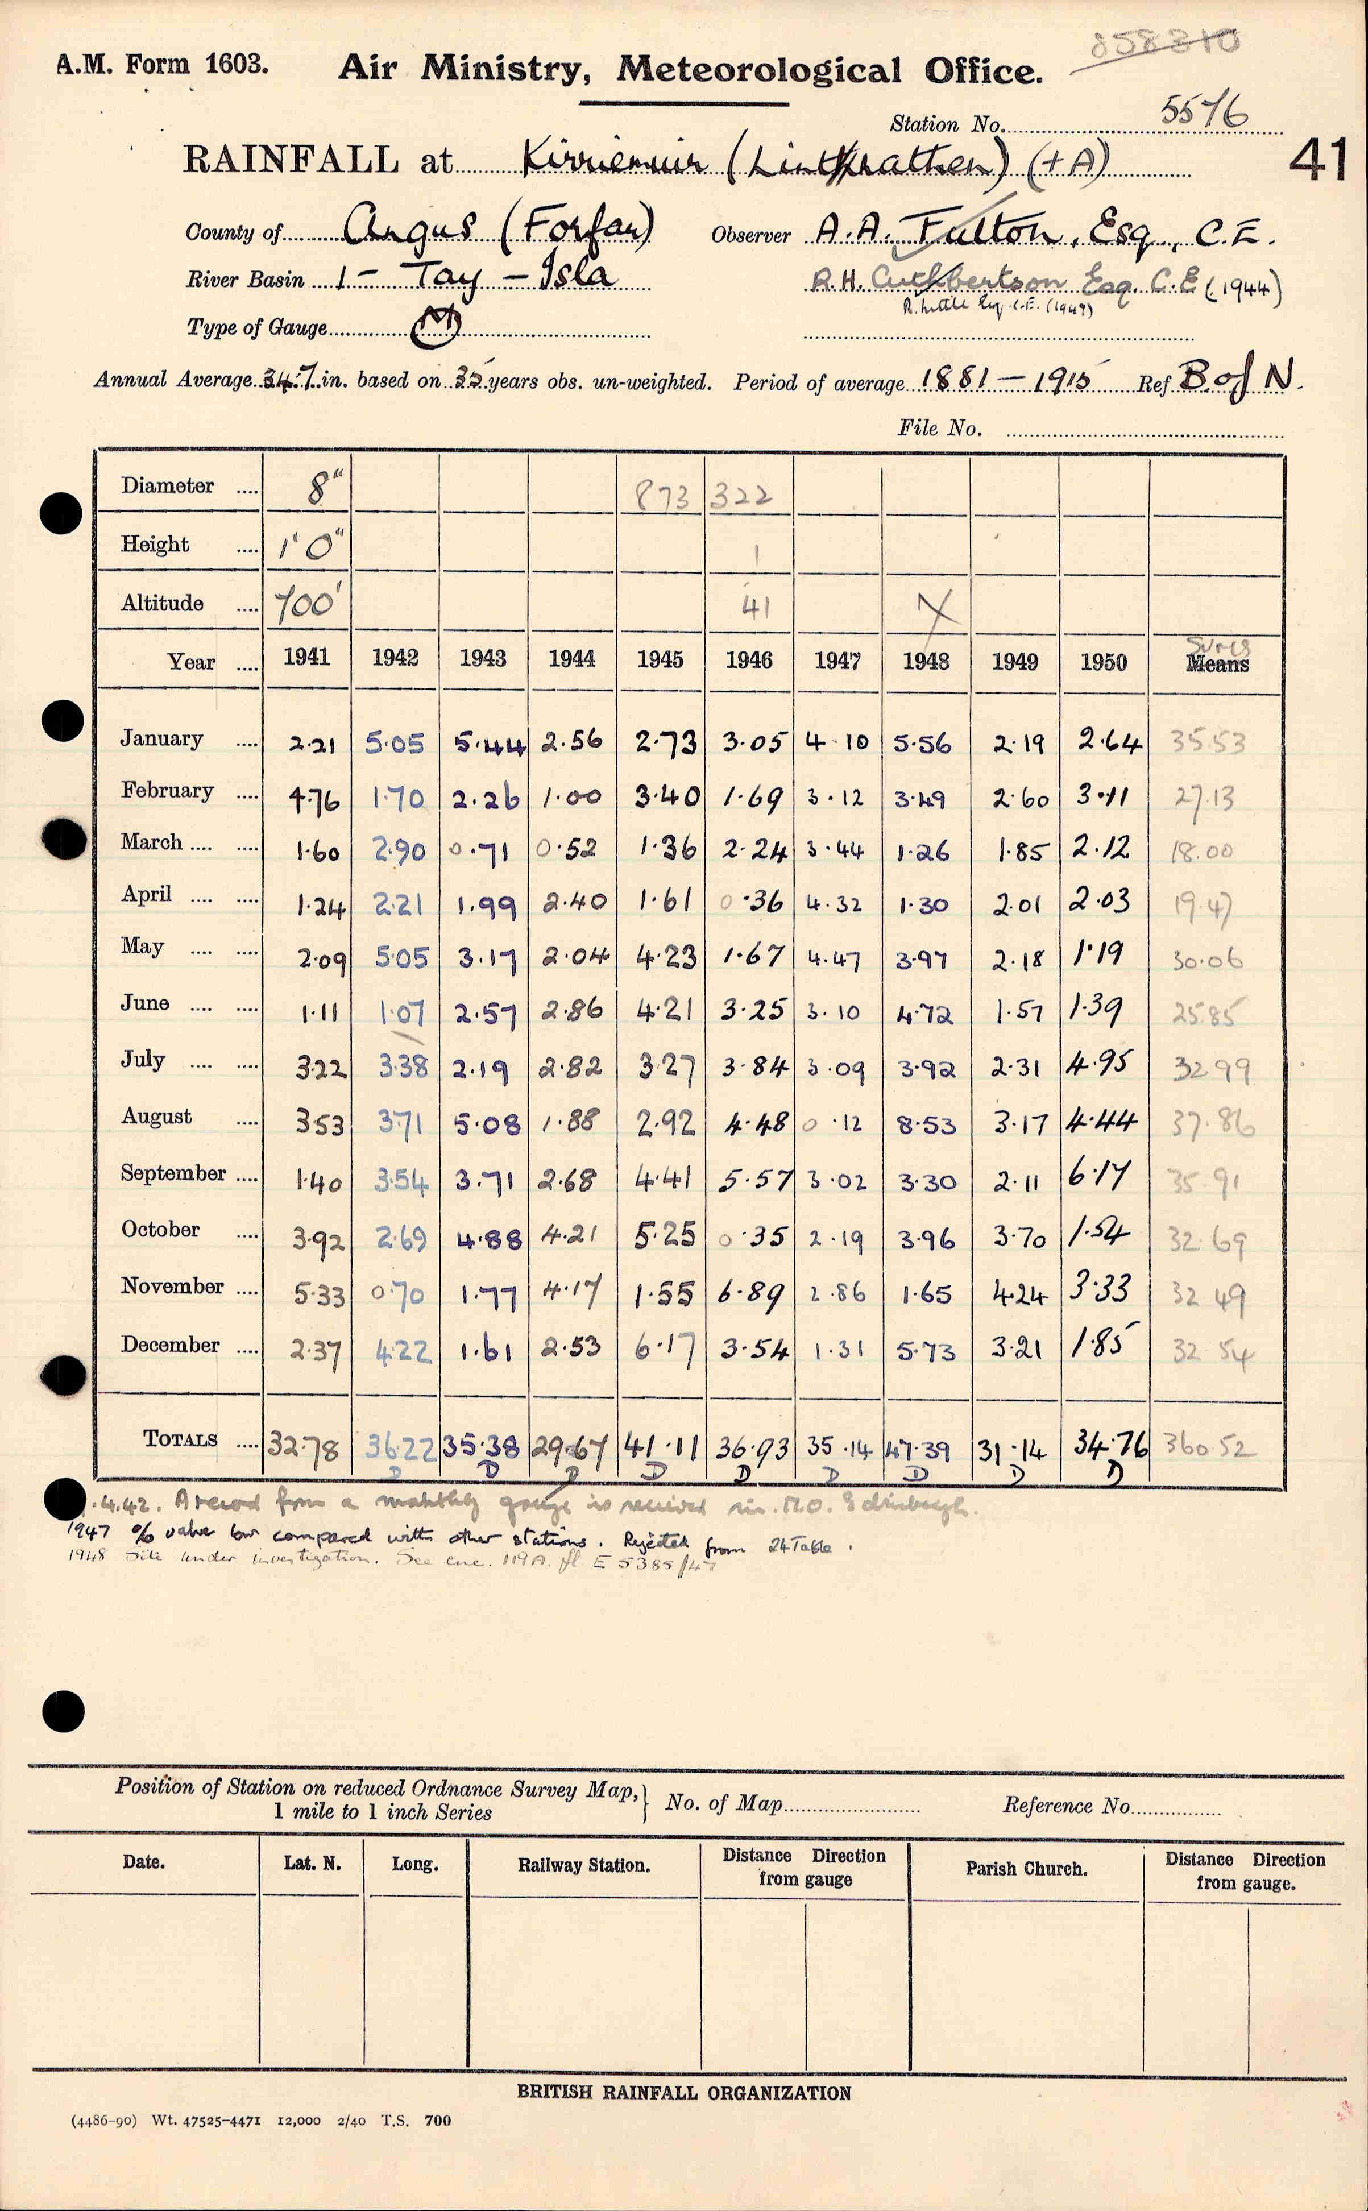 858310
A.M. Form 1603. Air Ministry, Meteorological Office.
Station No. 5576
RAINFALL at Kirriemuir (Lintrathen) (+A) 41
County of Angus (Forfar) Observer A.A. Fulton, Esq., C.E.
River Basin 1 - Tay - Isla R.H. Cuthbertson Esq. C.E (1944)
R. Little Esq C.E. (1949)
Type of Gauge M
Annual Average 34.7 in. based on 35 years obs. un-weighted. Period of average 1881-1915 Ref B of N.
File No.
Diameter .... 8" 873 322
Height .... 1'0" 1
Altitude .... 700' 41 X
Sums
Year .... 1941 1942 1943 1944 1945 1946 1947 1948 1949 1950 Means
January .... 2.21 5.05 5.44 2.56 2.73 3.05 4.10 5.56 2.19 2.64 35.53
February .... 4.76 1.70 2.26 1.00 3.40 1.69 3.12 3.49 2.60 3.11 27.13
March .... .... 1.60 2.90 0.71 0.52 1.36 2.24 3.44 1.26 1.85 2.12 18.00
April .... .... 1.24 2.21 1.99 2.40 1.61 0.36 4.32 1.30 2.01 2.03 19.47
May .... .... 2.09 5.05 3.17 2.04 4.23 1.67 4.47 3.97 2.18 1.19 30.06
June .... .... 1.11 1.07 2.57 2.86 4.21 3.25 3.10 4.72 1.57 1.39 25.85
July .... .... 3.22 3.38 2.19 2.82 3.27 3.84 3.09 3.92 2.31 4.95 32.99
August .... 3.53 3.71 5.08 1.88 2.92 4.48 0.12 8.53 3.17 4.44 37.86
September .... 1.40 3.54 3.71 2.68 4.41 5.57 3.02 3.30 2.11 6.17 35.91
October .... 3.92 2.69 4.88 4.21 5.25 0.35 2.19 3.96 3.70 1.54 32.69
November .... 5.33 0.70 1.77 4.17 1.55 6.89 2.86 1.65 4.24 3.33 32.49
December .... 2.37 4.22 1.61 2.53 6.17 3.54 1.31 5.73 3.21 1.85 32.54
TOTALS .... 32.78 36.22 35.38 29.67 41.11 36.93 35.14 47.39 31.14 34.76 360.52
D D D D D D D D D
.4.42. A record from a monthly gauge is received in M.O. Edinburgh.
1947 % value low compared with other stations. Rejected from 24 Table.
1948 Site under investigation. See enc. 119A. fl E 5385/47
Position of Station on reduced Ordnance Survey Map, } No. of Map Reference No.
1 mile to 1 inch Series
Date. Lat. N. Long. Railway Station. Distance from gauge Direction Parish Church. Distance Direction from gauge.
BRITISH RAINFALL ORGANIZATION
(4486-90) Wt. 47525-4471 12,000 2/40 T.S. 700